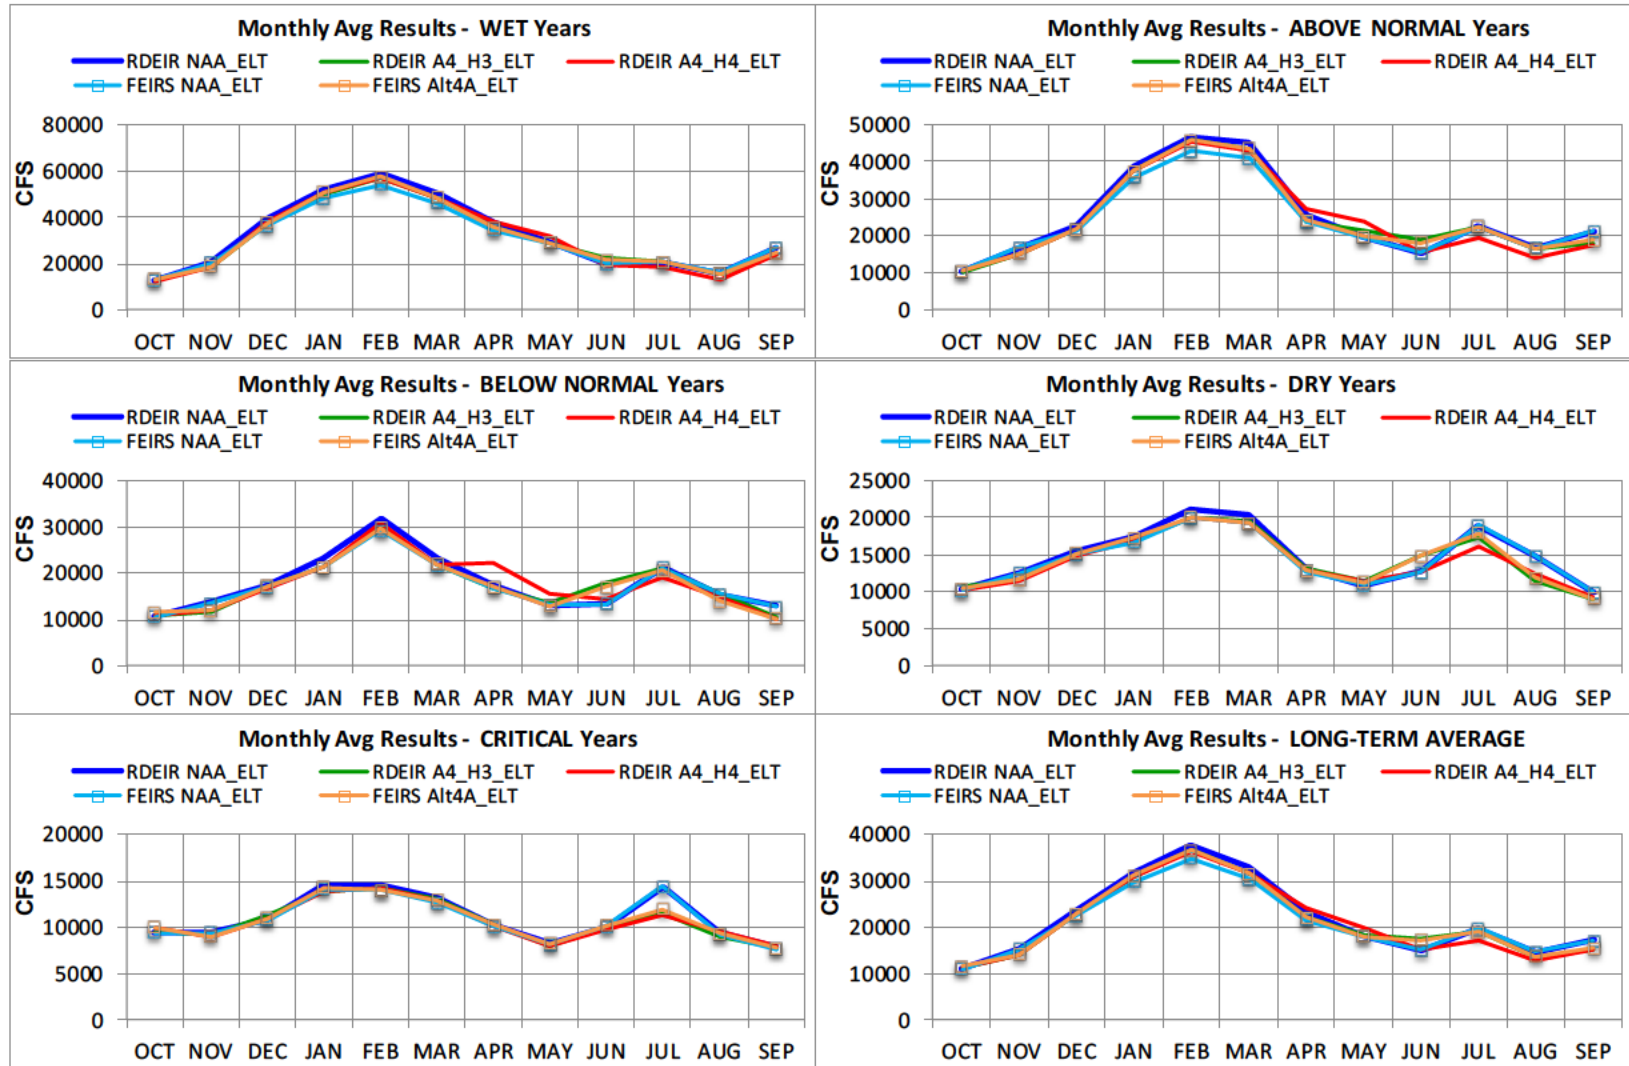 Monthly Avg Results - WET Years
RDEIR NAA_ELT RDEIR A4_H3_ELT RDEIR A4_H4_ELT
FEIRS NAA_ELT FEIRS Alt4A_ELT
80000
60000
40000
20000
0
CFS
OCT NOV DEC JAN FEB MAR APR MAY JUN JUL AUG SEP
Monthly Avg Results - ABOVE NORMAL Years
RDEIR NAA_ELT RDEIR A4_H3_ELT RDEIR A4_H4_ELT
FEIRS NAA_ELT FEIRS Alt4A_ELT
50000
40000
30000
20000
10000
0
CFS
OCT NOV DEC JAN FEB MAR APR MAY JUN JUL AUG SEP
Monthly Avg Results - BELOW NORMAL Years
RDEIR NAA_ELT RDEIR A4_H3_ELT RDEIR A4_H4_ELT
FEIRS NAA_ELT FEIRS Alt4A_ELT
40000
30000
20000
10000
0
CFS
OCT NOV DEC JAN FEB MAR APR MAY JUN JUL AUG SEP
Monthly Avg Results - DRY Years
RDEIR NAA_ELT RDEIR A4_H3_ELT RDEIR A4_H4_ELT
FEIRS NAA_ELT FEIRS Alt4A_ELT
25000
20000
15000
10000
5000
0
CFS
OCT NOV DEC JAN FEB MAR APR MAY JUN JUL AUG SEP
Monthly Avg Results - CRITICAL Years
RDEIR NAA_ELT RDEIR A4_H3_ELT RDEIR A4_H4_ELT
FEIRS NAA_ELT FEIRS Alt4A_ELT
20000
15000
10000
5000
0
CFS
OCT NOV DEC JAN FEB MAR APR MAY JUN JUL AUG SEP
Monthly Avg Results - LONG-TERM AVERAGE
RDEIR NAA_ELT RDEIR A4_H3_ELT RDEIR A4_H4_ELT
FEIRS NAA_ELT FEIRS Alt4A_ELT
40000
30000
20000
10000
0
CFS
OCT NOV DEC JAN FEB MAR APR MAY JUN JUL AUG SEP